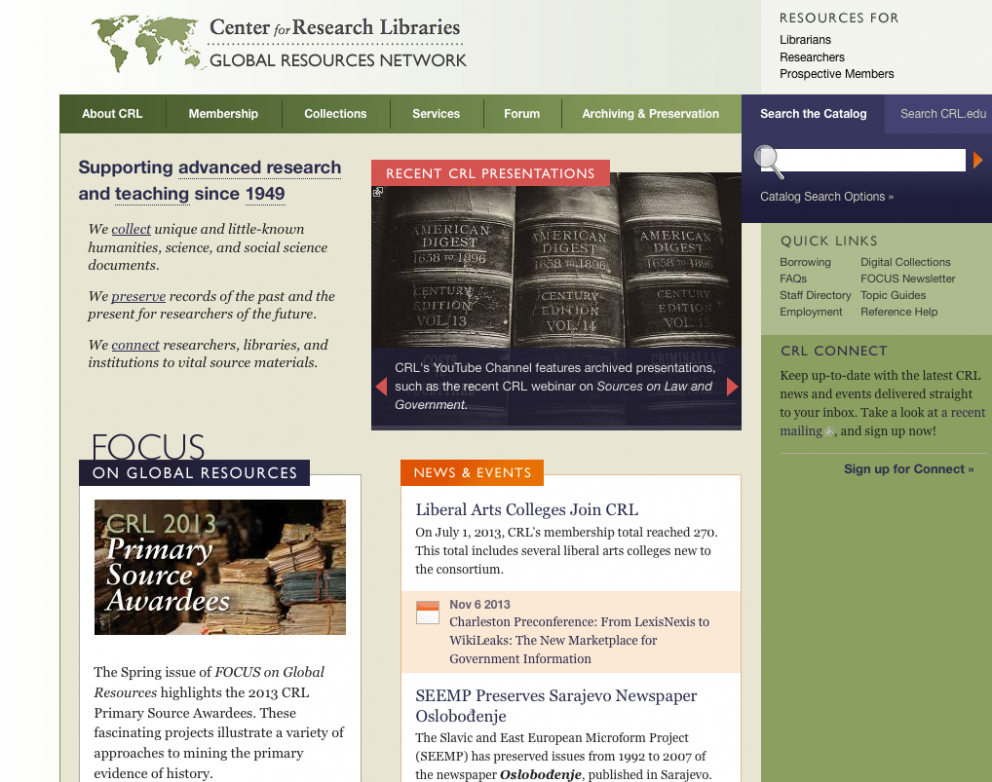 Center for Research Libraries
GLOBAL RESOURCES NETWORK
RESOURCES FOR
Librarians
Researchers
Prospective Members
About CRL
Membership
Collections
Services
Forum
Archiving & Preservation
Search the Catalog
Search CRL.edu
Catalog Search Options »
Supporting advanced research
and teaching since 1949
We collect unique and little-known
humanities, science, and social science
documents.
We preserve records of the past and the
present for researchers of the future.
We connect researchers, libraries, and
institutions to vital source materials.
RECENT CRL PRESENTATIONS
AMERICAN DIGEST 1658 TO 1896 CENTURY EDITION VOL. 13
AMERICAN DIGEST 1658 TO 1896 CENTURY EDITION VOL. 14
AMERICAN DIGEST 1658 TO 1896 CENTURY EDITION
CRL's YouTube Channel features archived presentations,
such as the recent CRL webinar on Sources on Law and
Government.
QUICK LINKS
Borrowing
FAQs
Staff Directory
Employment
Digital Collections
FOCUS Newsletter
Topic Guides
Reference Help
CRL CONNECT
Keep up-to-date with the latest CRL
news and events delivered straight
to your inbox. Take a look at a recent
mailing, and sign up now!
Sign up for Connect »
FOCUS
ON GLOBAL RESOURCES
CRL 2013
Primary
Source
Awardees
The Spring issue of FOCUS on Global
Resources highlights the 2013 CRL
Primary Source Awardees. These
fascinating projects illustrate a variety of
approaches to mining the primary
evidence of history.
NEWS & EVENTS
Liberal Arts Colleges Join CRL
On July 1, 2013, CRL's membership total reached 270.
This total includes several liberal arts colleges new to
the consortium.
Nov 6 2013
Charleston Preconference: From LexisNexis to
WikiLeaks: The New Marketplace for
Government Information
SEEMP Preserves Sarajevo Newspaper
Oslobođenje
The Slavic and East European Microform Project
(SEEMP) has preserved issues from 1992 to 2007 of
the newspaper Oslobođenje, published in Sarajevo.